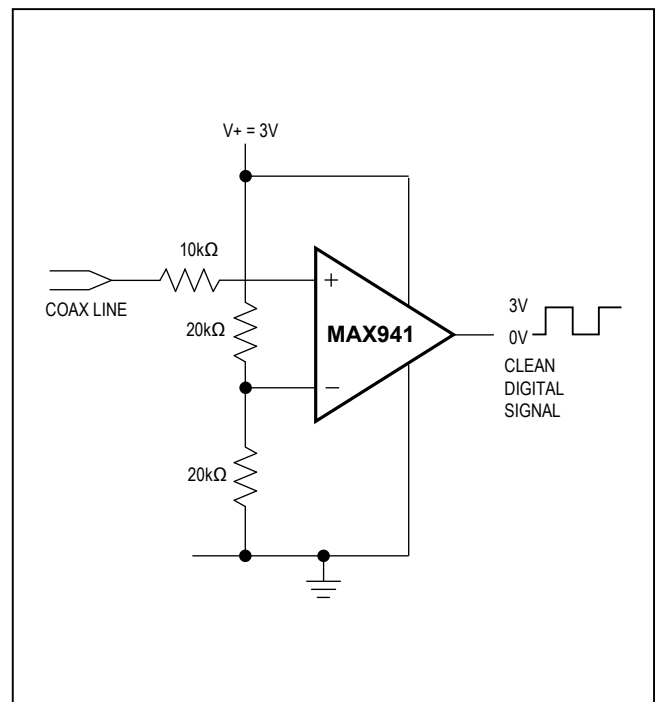 V+ = 3V
10kΩ
COAX LINE
20kΩ
+
MAX941
−
3V
0V
CLEAN
DIGITAL
SIGNAL
20kΩ